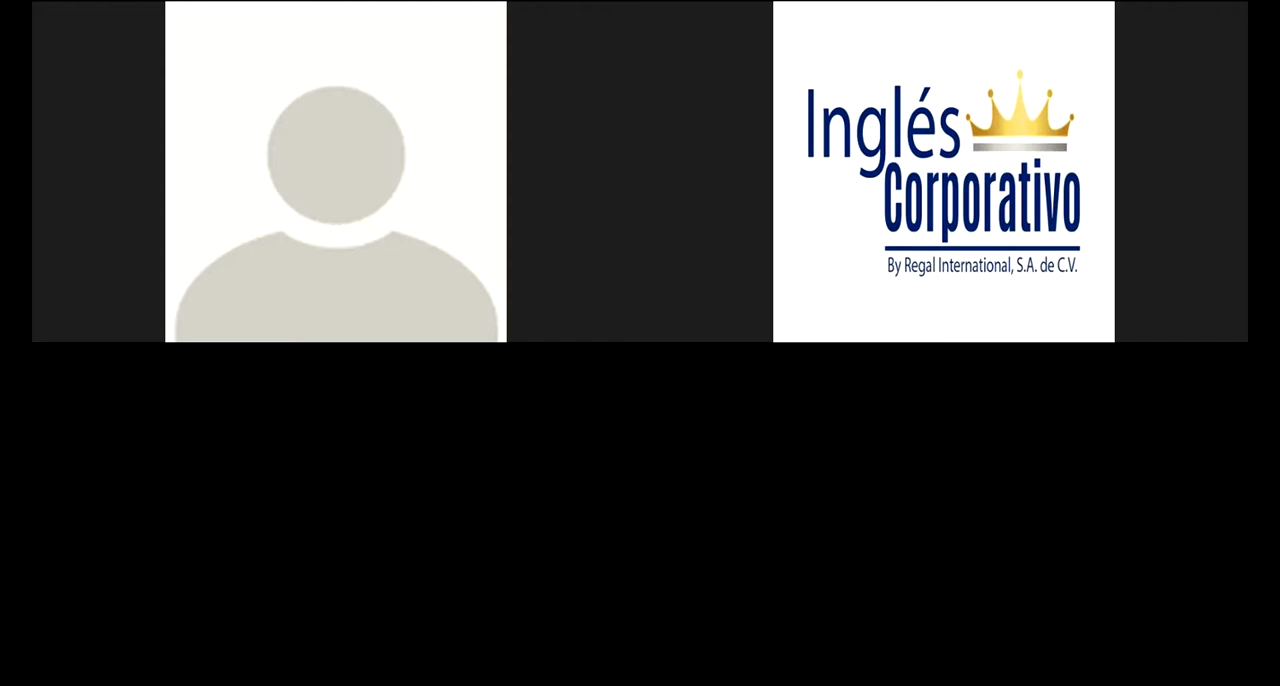 Inglés
Corporativo
By Regal International, S.A. de C.V.